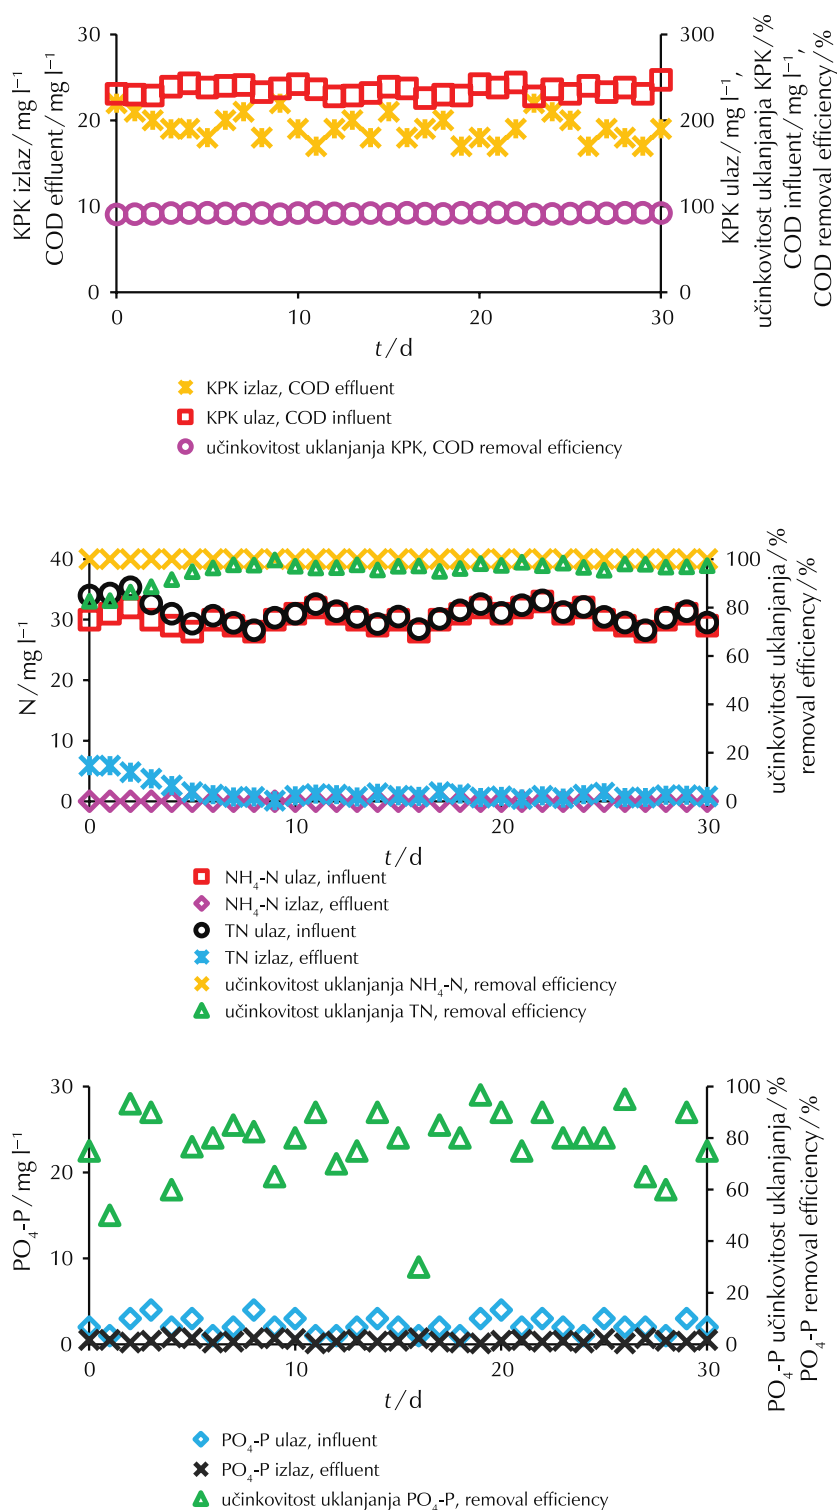 KPK izlaz/mg l⁻¹
COD effluent/mg l⁻¹
30
20
10
0
300
200
100
0
KPK ulaz/mg l⁻¹,
učinkovitost uklanjanja KPK/%
COD influent/mg l⁻¹,
COD removal efficiency/%
0 10 20 30
t/d
KPK izlaz, COD effluent
KPK ulaz, COD influent
učinkovitost uklanjanja KPK, COD removal efficiency
N/mg l⁻¹
40
30
20
10
0
100
80
60
40
20
0
učinkovitost uklanjanja/%
removal efficiency/%
0 10 20 30
t/d
NH₄-N ulaz, influent
NH₄-N izlaz, effluent
TN ulaz, influent
TN izlaz, effluent
učinkovitost uklanjanja NH₄-N, removal efficiency
učinkovitost uklanjanja TN, removal efficiency
PO₄-P/mg l⁻¹
30
20
10
0
100
80
60
40
20
0
PO₄-P učinkovitost uklanjanja/%
PO₄-P removal efficiency/%
0 10 20 30
t/d
PO₄-P ulaz, influent
PO₄-P izlaz, effluent
učinkovitost uklanjanja PO₄-P, removal efficiency